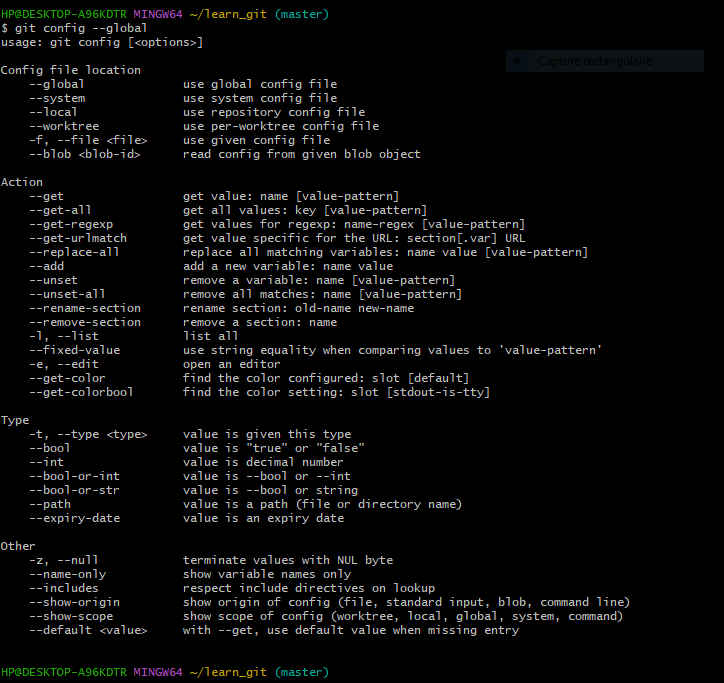 HP@DESKTOP-A96KDTR MINGW64 ~/learn_git (master)
$ git config --global
usage: git config [<options>]
Capture rectangulaire
Config file location
--global use global config file
--system use system config file
--local use repository config file
--worktree use per-worktree config file
-f, --file <file> use given config file
--blob <blob-id> read config from given blob object
Action
--get get value: name [value-pattern]
--get-all get all values: key [value-pattern]
--get-regexp get values for regexp: name-regex [value-pattern]
--get-urlmatch get value specific for the URL: section[.var] URL
--replace-all replace all matching variables: name value [value-pattern]
--add add a new variable: name value
--unset remove a variable: name [value-pattern]
--unset-all remove all matches: name [value-pattern]
--rename-section rename section: old-name new-name
--remove-section remove a section: name
-l, --list list all
--fixed-value use string equality when comparing values to 'value-pattern'
-e, --edit open an editor
--get-color find the color configured: slot [default]
--get-colorbool find the color setting: slot [stdout-is-tty]
Type
-t, --type <type> value is given this type
--bool value is "true" or "false"
--int value is decimal number
--bool-or-int value is --bool or --int
--bool-or-str value is --bool or string
--path value is a path (file or directory name)
--expiry-date value is an expiry date
Other
-z, --null terminate values with NUL byte
--name-only show variable names only
--includes respect include directives on lookup
--show-origin show origin of config (file, standard input, blob, command line)
--show-scope show scope of config (worktree, local, global, system, command)
--default <value> with --get, use default value when missing entry
HP@DESKTOP-A96KDTR MINGW64 ~/learn_git (master)